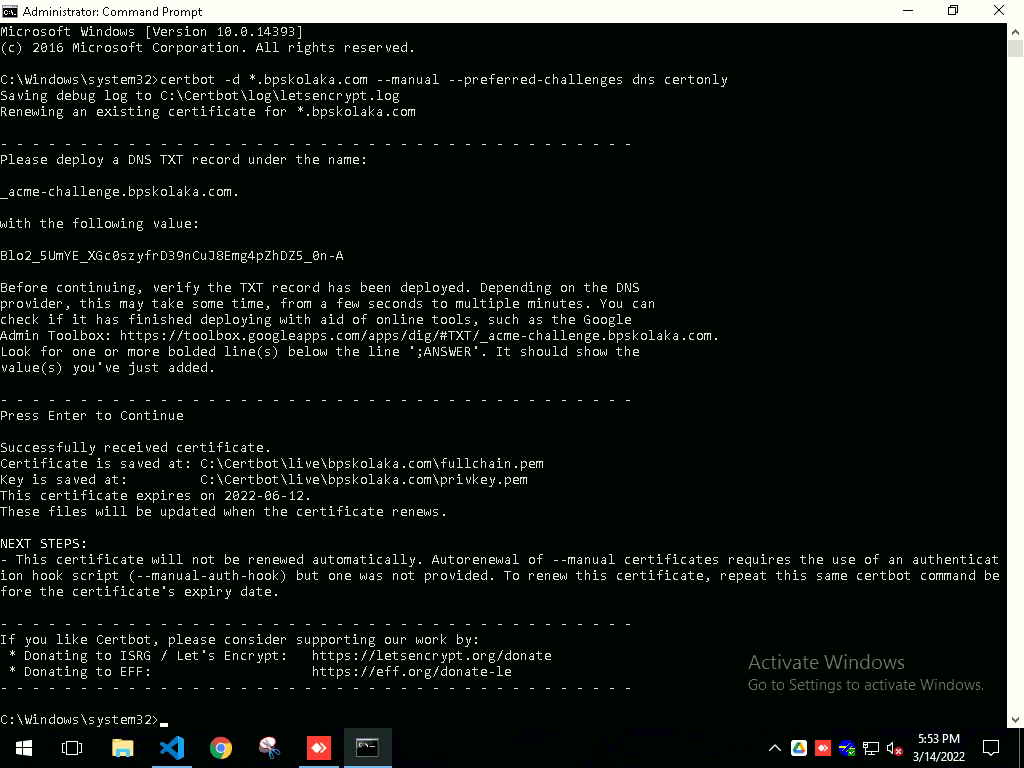 Administrator: Command Prompt
Microsoft Windows [Version 10.0.14393]
(c) 2016 Microsoft Corporation. All rights reserved.
C:\Windows\system32>certbot -d *.bpskolaka.com --manual --preferred-challenges dns certonly
Saving debug log to C:\Certbot\log\letsencrypt.log
Renewing an existing certificate for *.bpskolaka.com
- - - - - - - - - - - - - - - - - - - - - - - - - - - - - - - - - - - - - - - -
Please deploy a DNS TXT record under the name:
_acme-challenge.bpskolaka.com.
with the following value:
Blo2_5UmYE_XGc0szyfrD39nCuJ8Emg4pZhDZ5_0n-A
Before continuing, verify the TXT record has been deployed. Depending on the DNS
provider, this may take some time, from a few seconds to multiple minutes. You can
check if it has finished deploying with aid of online tools, such as the Google
Admin Toolbox: https://toolbox.googleapps.com/apps/dig/#TXT/_acme-challenge.bpskolaka.com.
Look for one or more bolded line(s) below the line ';ANSWER'. It should show the
value(s) you've just added.
- - - - - - - - - - - - - - - - - - - - - - - - - - - - - - - - - - - - - - - -
Press Enter to Continue
Successfully received certificate.
Certificate is saved at: C:\Certbot\live\bpskolaka.com\fullchain.pem
Key is saved at:         C:\Certbot\live\bpskolaka.com\privkey.pem
This certificate expires on 2022-06-12.
These files will be updated when the certificate renews.
NEXT STEPS:
- This certificate will not be renewed automatically. Autorenewal of --manual certificates requires the use of an authenticat
ion hook script (--manual-auth-hook) but one was not provided. To renew this certificate, repeat this same certbot command be
fore the certificate's expiry date.
- - - - - - - - - - - - - - - - - - - - - - - - - - - - - - - - - - - - - - - -
If you like Certbot, please consider supporting our work by:
* Donating to ISRG / Let's Encrypt:   https://letsencrypt.org/donate
* Donating to EFF:                    https://eff.org/donate-le
- - - - - - - - - - - - - - - - - - - - - - - - - - - - - - - - - - - - - - - -
C:\Windows\system32>
Activate Windows
Go to Settings to activate Windows.
5:53 PM
3/14/2022